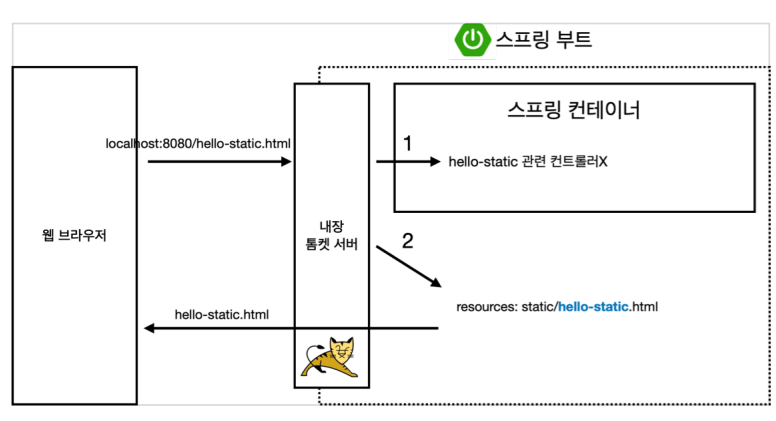 스프링 부트
스프링 컨테이너
localhost:8080/hello-static.html
1
hello-static 관련 컨트롤러X
웹 브라우저
내장
톰켓 서버
2
resources: static/hello-static.html
hello-static.html